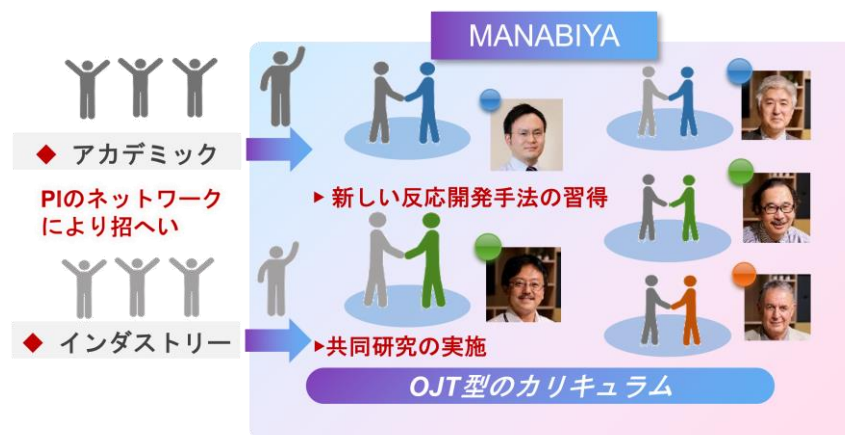 MANABIYA
◆ アカデミック
PIのネットワーク
により招へい
▶ 新しい反応開発手法の習得
◆ インダストリー
▶共同研究の実施
OJT型のカリキュラム